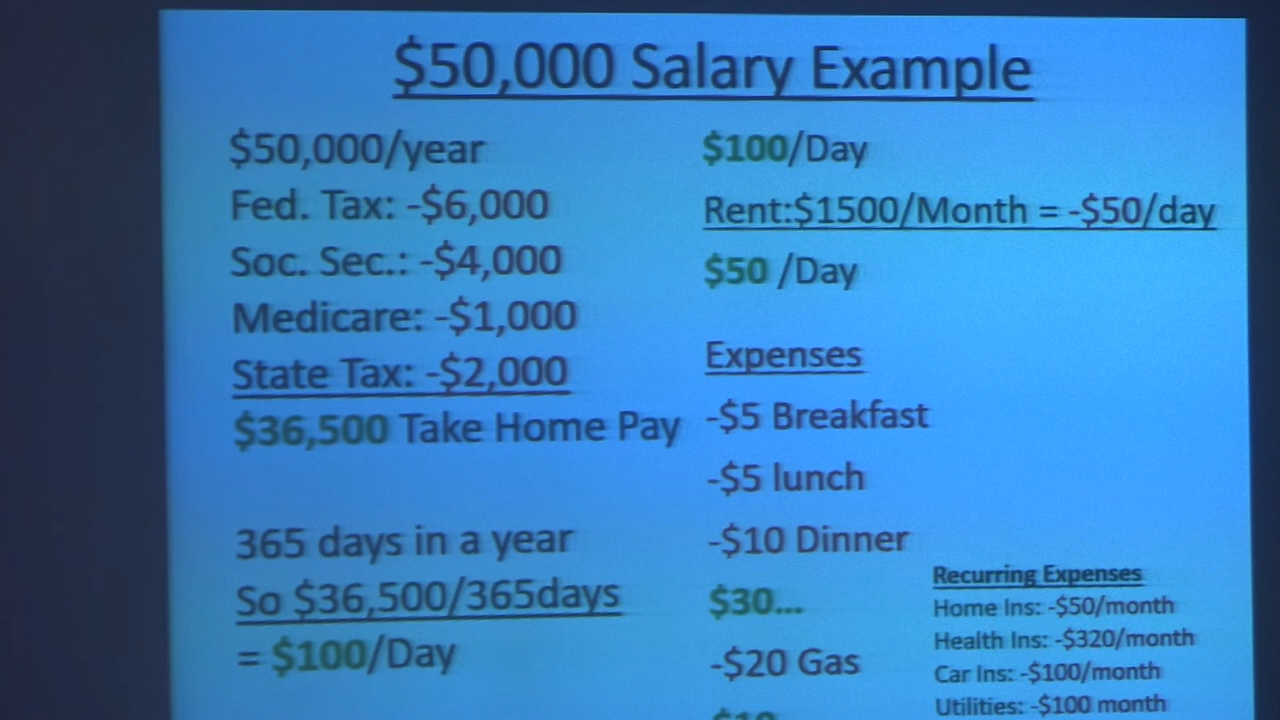 $50,000 Salary Example
$50,000/year
Fed. Tax: -$6,000
Soc. Sec.: -$4,000
Medicare: -$1,000
State Tax: -$2,000
$36,500 Take Home Pay
365 days in a year
So $36,500/365days
= $100/Day
$100/Day
Rent:$1500/Month = -$50/day
$50 /Day
Expenses
-$5 Breakfast
-$5 lunch
-$10 Dinner
$30...
-$20 Gas
$10
Recurring Expenses
Home Ins: -$50/month
Health Ins: -$320/month
Car Ins: -$100/month
Utilities: -$100 month